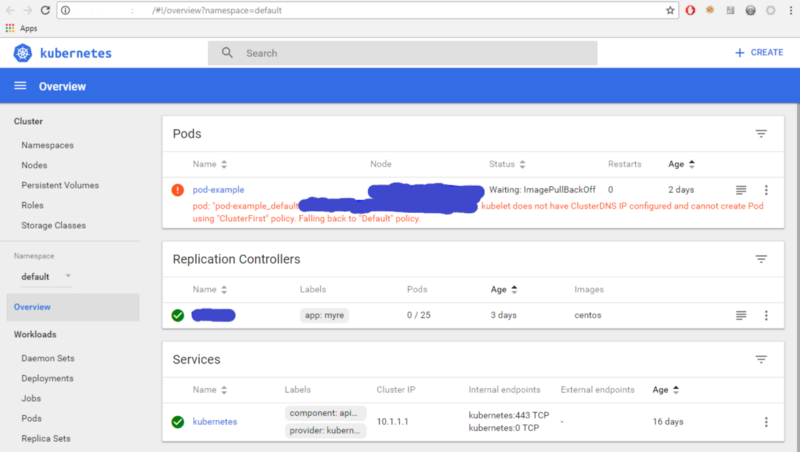 : /#!/overview?namespace=default
Apps
kubernetes
Search
+ CREATE
Overview
Cluster
Namespaces
Nodes
Persistent Volumes
Roles
Storage Classes
Namespace
default
Overview
Workloads
Daemon Sets
Deployments
Jobs
Pods
Replica Sets
Pods
Name Node Status Restarts Age
pod-example Waiting: ImagePullBackOff 0 2 days
pod: "pod-example_default kubelet does not have ClusterDNS IP configured and cannot create Pod
using "ClusterFirst" policy. Falling back to "Default" policy.
Replication Controllers
Name Labels Pods Age Images
app: myre 0 / 25 3 days centos
Services
Name Labels Cluster IP Internal endpoints External endpoints Age
kubernetes component: api... provider: kubern... 10.1.1.1 kubernetes:443 TCP kubernetes:0 TCP - 16 days